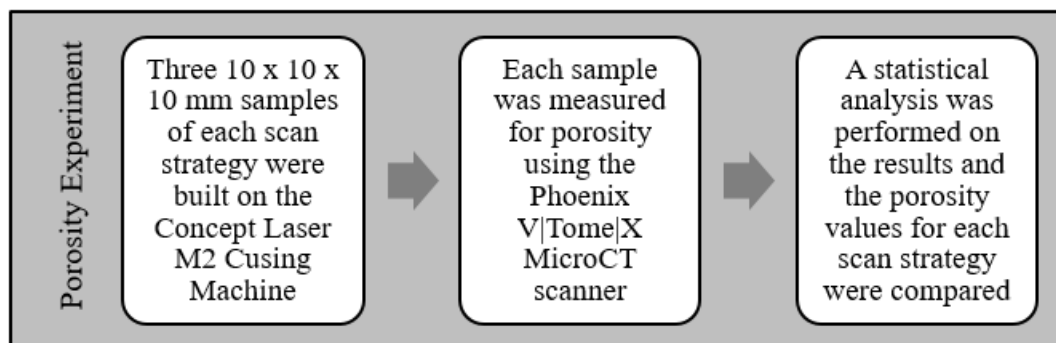 Porosity Experiment
Three 10 x 10 x
10 mm samples
of each scan
strategy were
built on the
Concept Laser
M2 Cusing
Machine
Each sample
was measured
for porosity
using the
Phoenix
V|Tome|X
MicroCT
scanner
A statistical
analysis was
performed on
the results and
the porosity
values for each
scan strategy
were compared